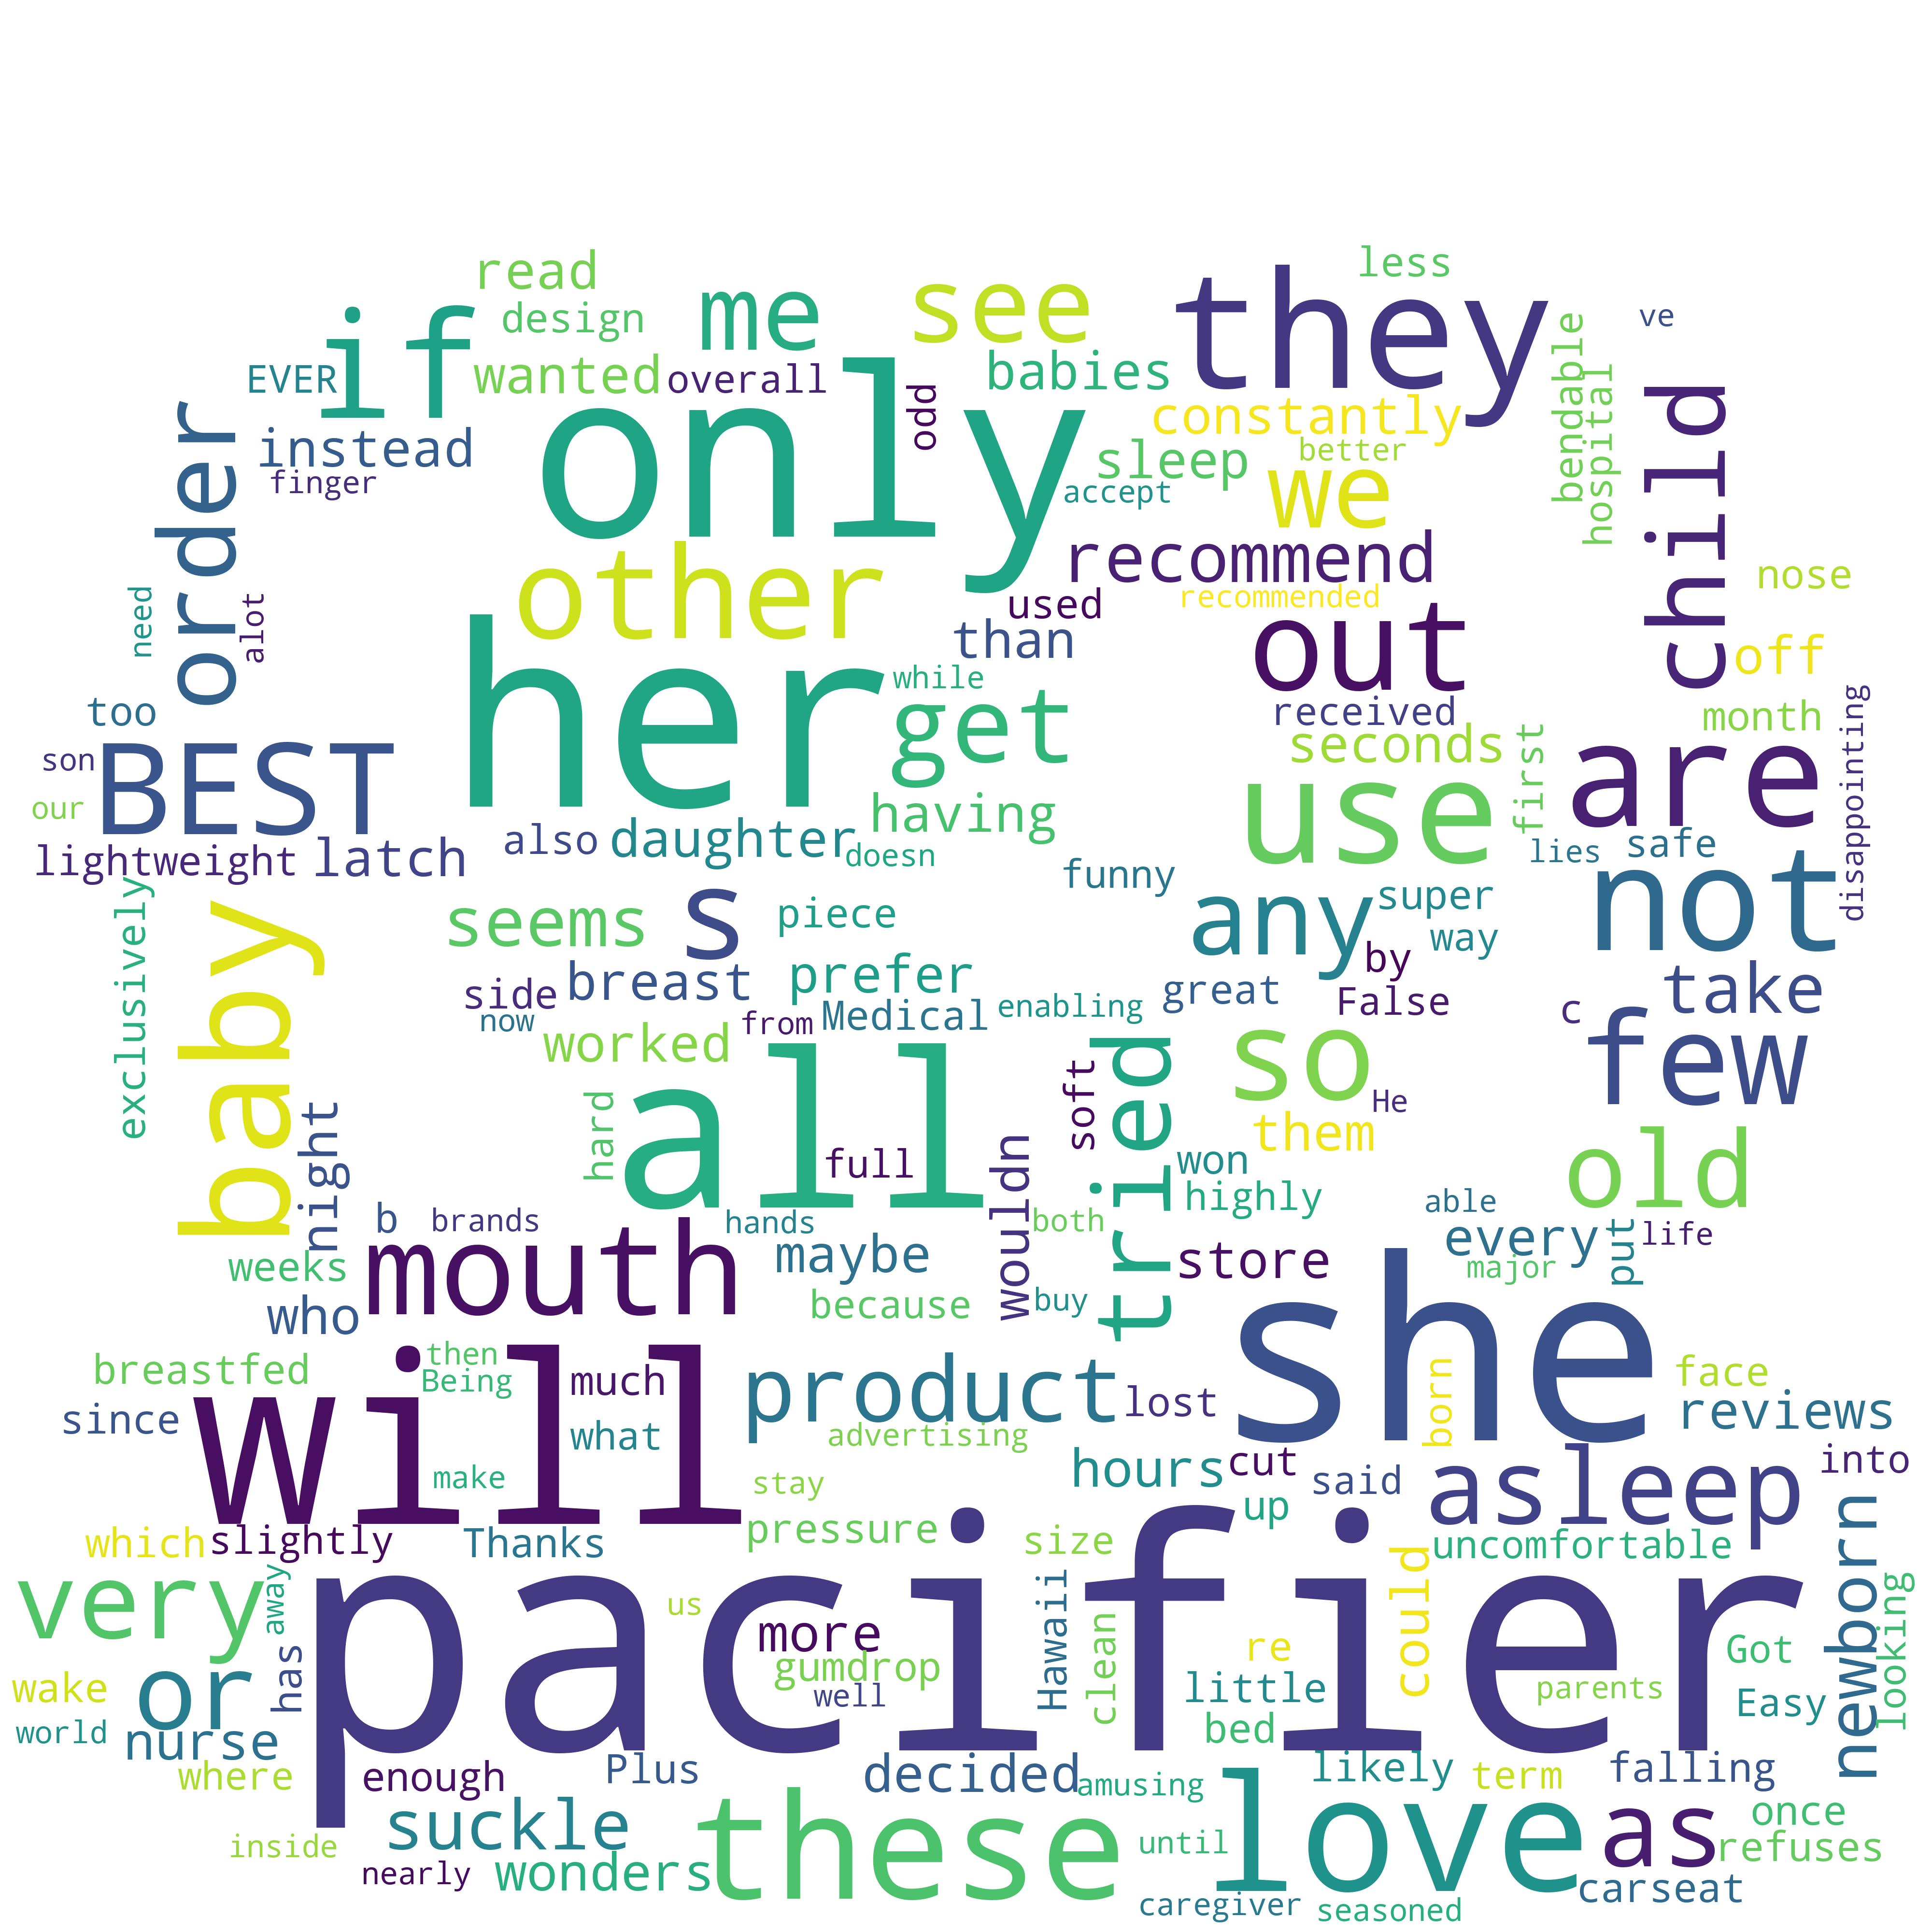 read
less
design
me
see
they
ve
if
EVER
wanted
overall
babies
bendable
odd
only
constantly
child
order
instead
sleep
better
hospital
finger
accept
we
other
recommend
nose
need
alot
used
recommended
her
than
out
off
while
too
get
received
month
disappointing
son
BEST
seconds
first
are
our
having
use
also
daughter
doesn
lies
safe
lightweight
latch
funny
not
exclusively
baby
seems
s
piece
any
super
way
by
side
breast
prefer
great
False
take
now
from
Medical
enabling
c
worked
few
all
tried
so
soft
He
hard
them
night
full
wouldn
won
old
highly
b
brands
hands
both
able
mouth
every
put
life
weeks
maybe
store
major
who
because
buy
she
then
breastfed
Being
much
product
lost
born
face
since
will
what
reviews
advertising
make
stay
hours
cut
said
asleep
into
up
which
slightly
Thanks
pressure
size
could
uncomfortable
newborn
very
away
pacifier
us
Hawaii
clean
looking
more
re
Got
wake
or
has
gumdrop
little
parents
well
Easy
world
nurse
bed
where
enough
Plus
decided
likely
term
falling
amusing
suckle
these
love
as
once
inside
until
refuses
nearly
wonders
carseat
caregiver
seasoned